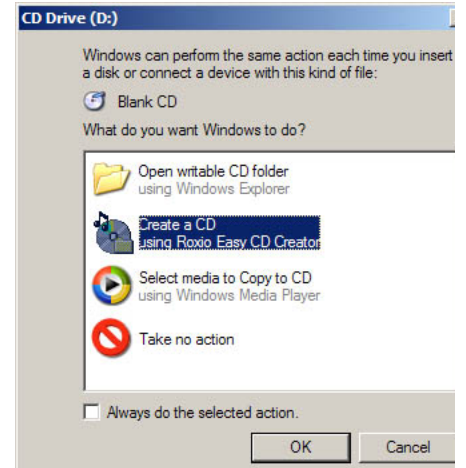 CD Drive (D:)
Windows can perform the same action each time you insert
a disk or connect a device with this kind of file:
Blank CD
What do you want Windows to do?
Open writable CD folder
using Windows Explorer
Create a CD
using Roxio Easy CD Creator
Select media to Copy to CD
using Windows Media Player
Take no action
Always do the selected action.
OK
Cancel